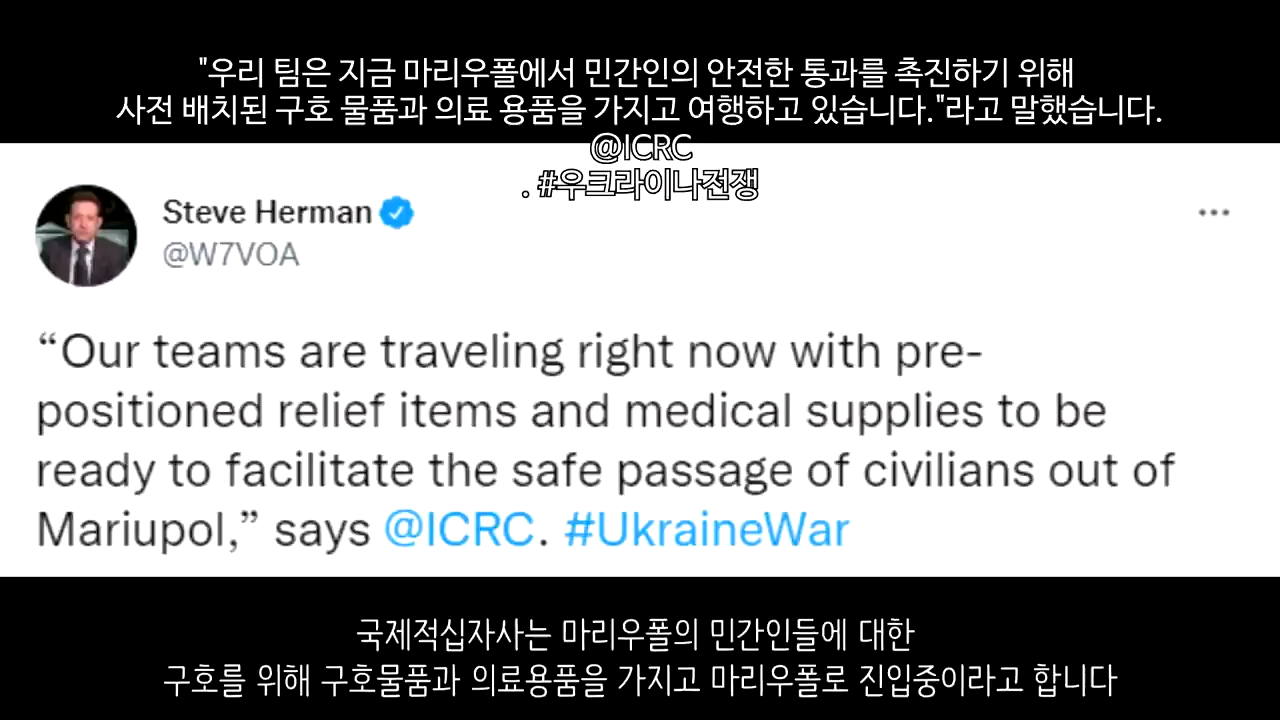 "우리 팀은 지금 마리우폴에서 민간인의 안전한 통과를 촉진하기 위해
사전 배치된 구호 물품과 의료 용품을 가지고 여행하고 있습니다."라고 말했습니다.
@ICRC
. #우크라이나전쟁
Steve Herman
@W7VOA
“Our teams are traveling right now with pre-
positioned relief items and medical supplies to be
ready to facilitate the safe passage of civilians out of
Mariupol,” says @ICRC. #UkraineWar
국제적십자사는 마리우폴의 민간인들에 대한
구호를 위해 구호물품과 의료용품을 가지고 마리우폴로 진입중이라고 합니다